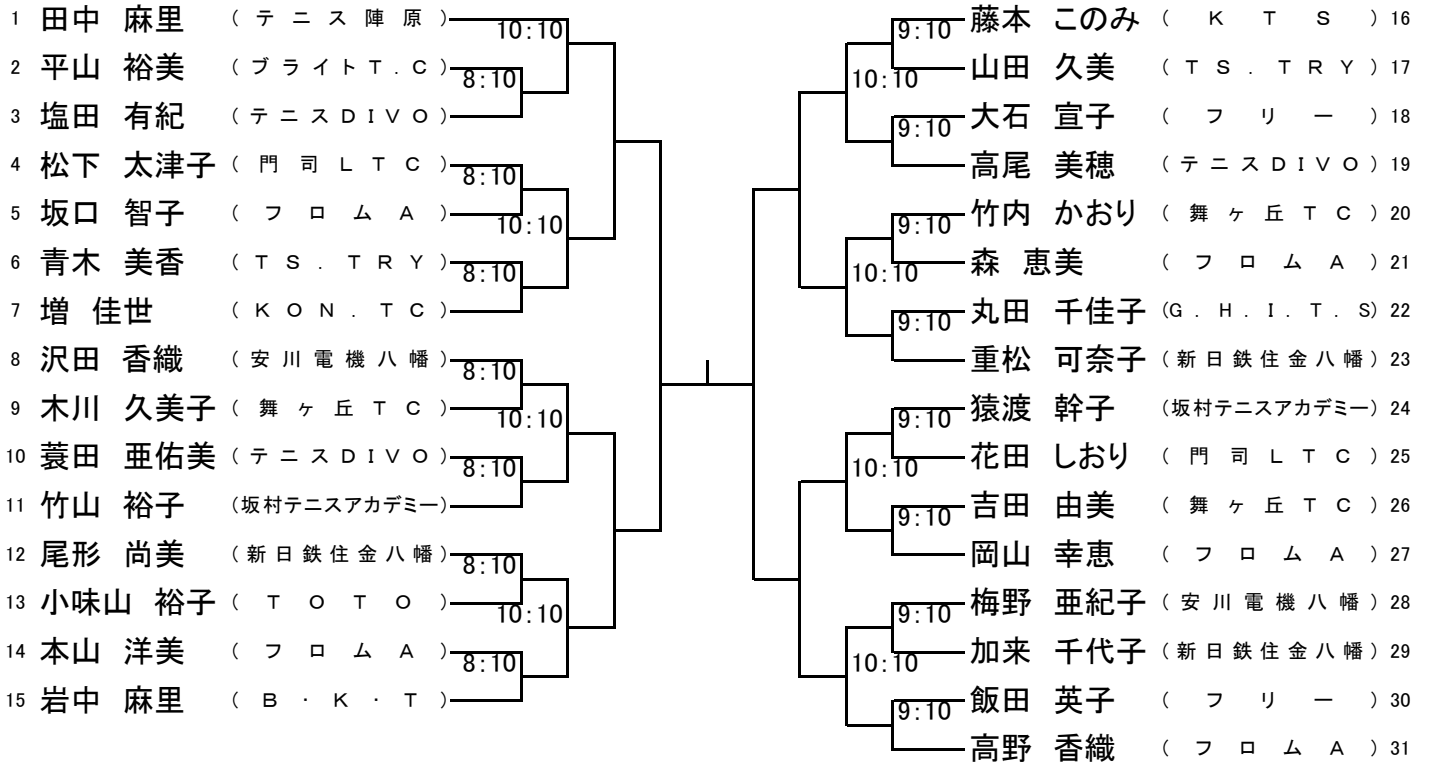 1 田中 麻里 (テニス陣原)
10:10
2 平山 裕美 (ブライトT.C)
8:10
3 塩田 有紀 (テニスDIVO)
4 松下 太津子 (門司LTC)
8:10
5 坂口 智子 (フロムA)
10:10
6 青木 美香 (TS.TRY)
8:10
7 増 佳世 (KON.TC)
8 沢田 香織 (安川電機八幡)
8:10
9 木川 久美子 (舞ヶ丘TC)
10:10
10 蓑田 亜佑美 (テニスDIVO)
8:10
11 竹山 裕子 (坂村テニスアカデミー)
12 尾形 尚美 (新日鉄住金八幡)
8:10
13 小味山 裕子 (TOTO)
10:10
14 本山 洋美 (フロムA)
8:10
15 岩中 麻里 (B・K・T)
藤本 このみ (KTS) 16
9:10
山田 久美 (TS.TRY) 17
10:10
大石 宣子 (フリー) 18
9:10
高尾 美穂 (テニスDIVO) 19
竹内 かおり (舞ヶ丘TC) 20
9:10
森 恵美 (フロムA) 21
10:10
丸田 千佳子 (G.H.I.T.S) 22
9:10
重松 可奈子 (新日鉄住金八幡) 23
猿渡 幹子 (坂村テニスアカデミー) 24
9:10
花田 しおり (門司LTC) 25
10:10
吉田 由美 (舞ヶ丘TC) 26
9:10
岡山 幸恵 (フロムA) 27
梅野 亜紀子 (安川電機八幡) 28
9:10
加来 千代子 (新日鉄住金八幡) 29
10:10
飯田 英子 (フリー) 30
9:10
高野 香織 (フロムA) 31